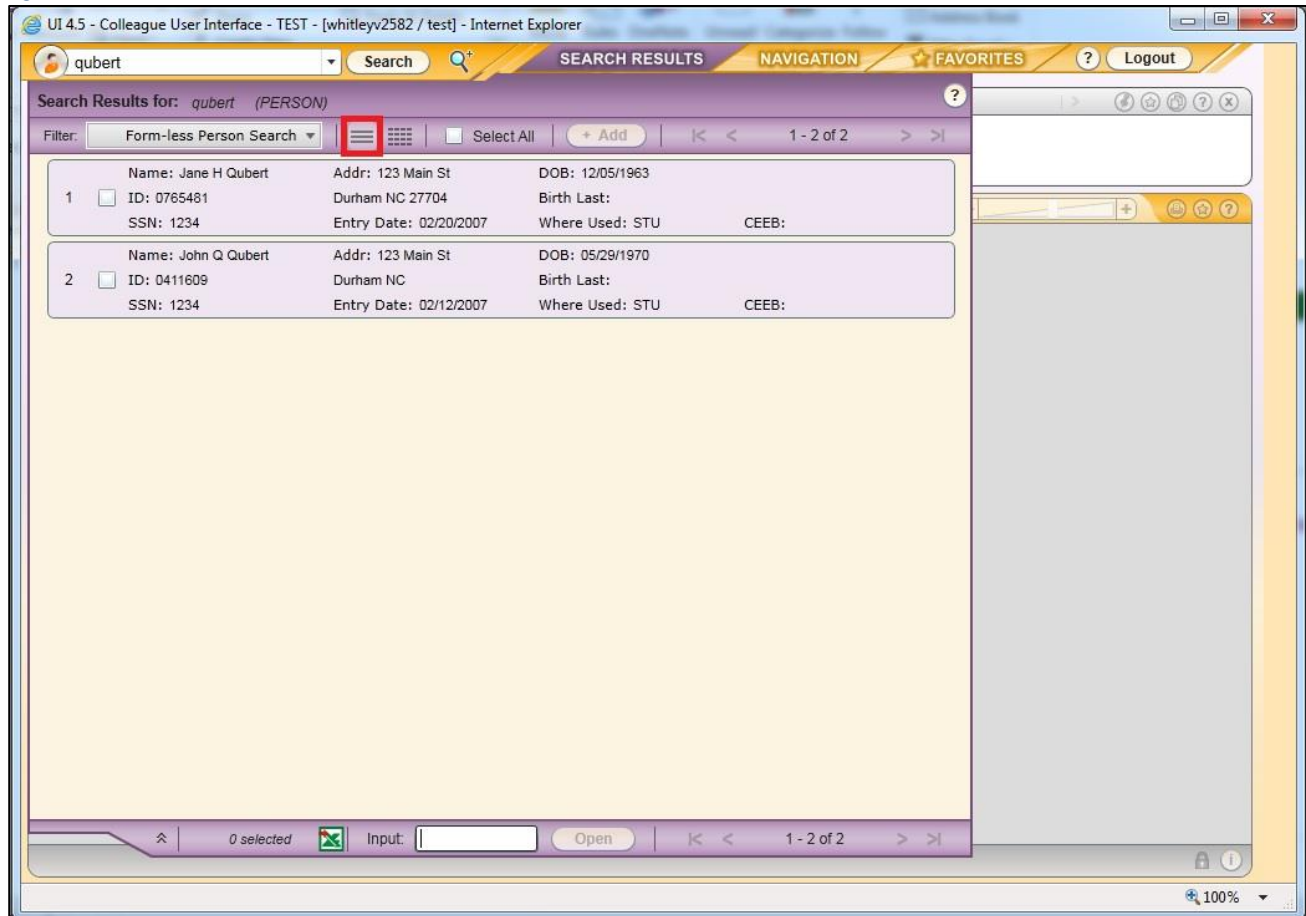 UI 4.5 - Colleague User Interface - TEST - [whitleyv2582 / test] - Internet Explorer
qubert Search SEARCH RESULTS NAVIGATION FAVORITES ? Logout
Search Results for: qubert (PERSON) ?
Filter: Form-less Person Search Select All + Add |< < 1 - 2 of 2 > >|
Name: Jane H Qubert Addr: 123 Main St DOB: 12/05/1963
1 ID: 0765481 Durham NC 27704 Birth Last:
SSN: 1234 Entry Date: 02/20/2007 Where Used: STU CEEB:
Name: John Q Qubert Addr: 123 Main St DOB: 05/29/1970
2 ID: 0411609 Durham NC Birth Last:
SSN: 1234 Entry Date: 02/12/2007 Where Used: STU CEEB:
0 selected Input: Open |< < 1 - 2 of 2 > >|
100%